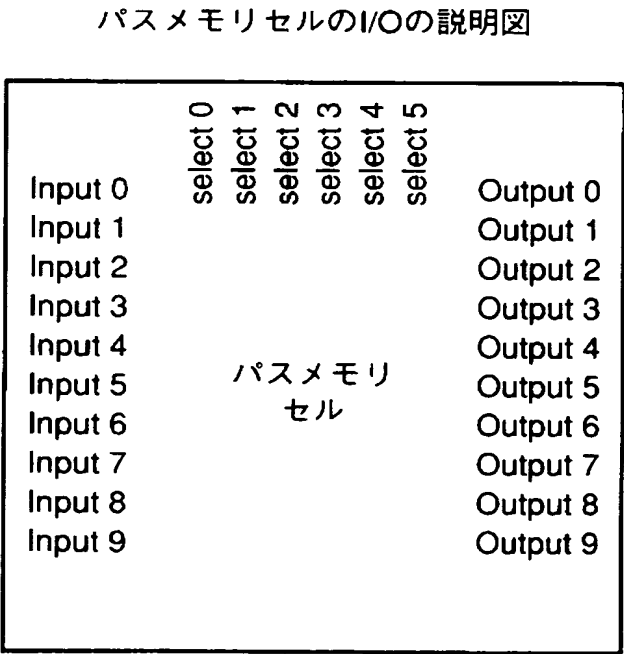 パスメモリセルのI/Oの説明図
select 0
select 1
select 2
select 3
select 4
select 5
Input 0
Input 1
Input 2
Input 3
Input 4
Input 5
Input 6
Input 7
Input 8
Input 9
パスメモリ
セル
Output 0
Output 1
Output 2
Output 3
Output 4
Output 5
Output 6
Output 7
Output 8
Output 9